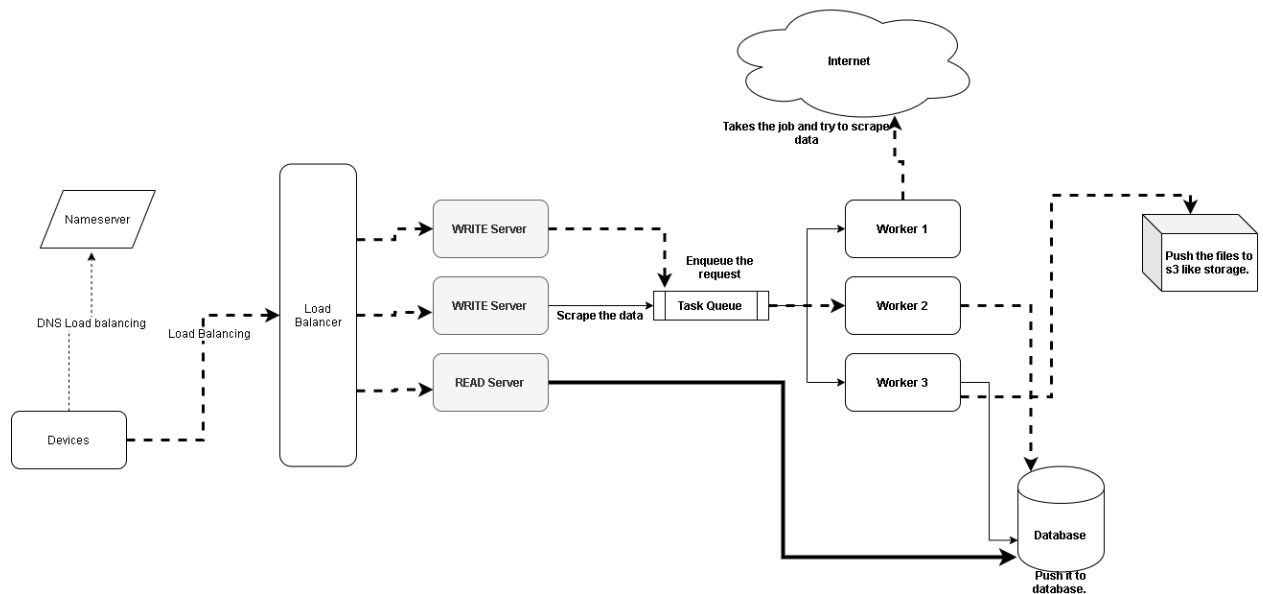 Internet
Takes the job and try to scrape
data
Nameserver
DNS Load balancing
Load Balancing
Devices
Load
Balancer
WRITE Server
WRITE Server
READ Server
Scrape the data
Enqueue the
request
Task Queue
Worker 1
Worker 2
Worker 3
Push the files to
s3 like storage.
Database
Push it to
database.